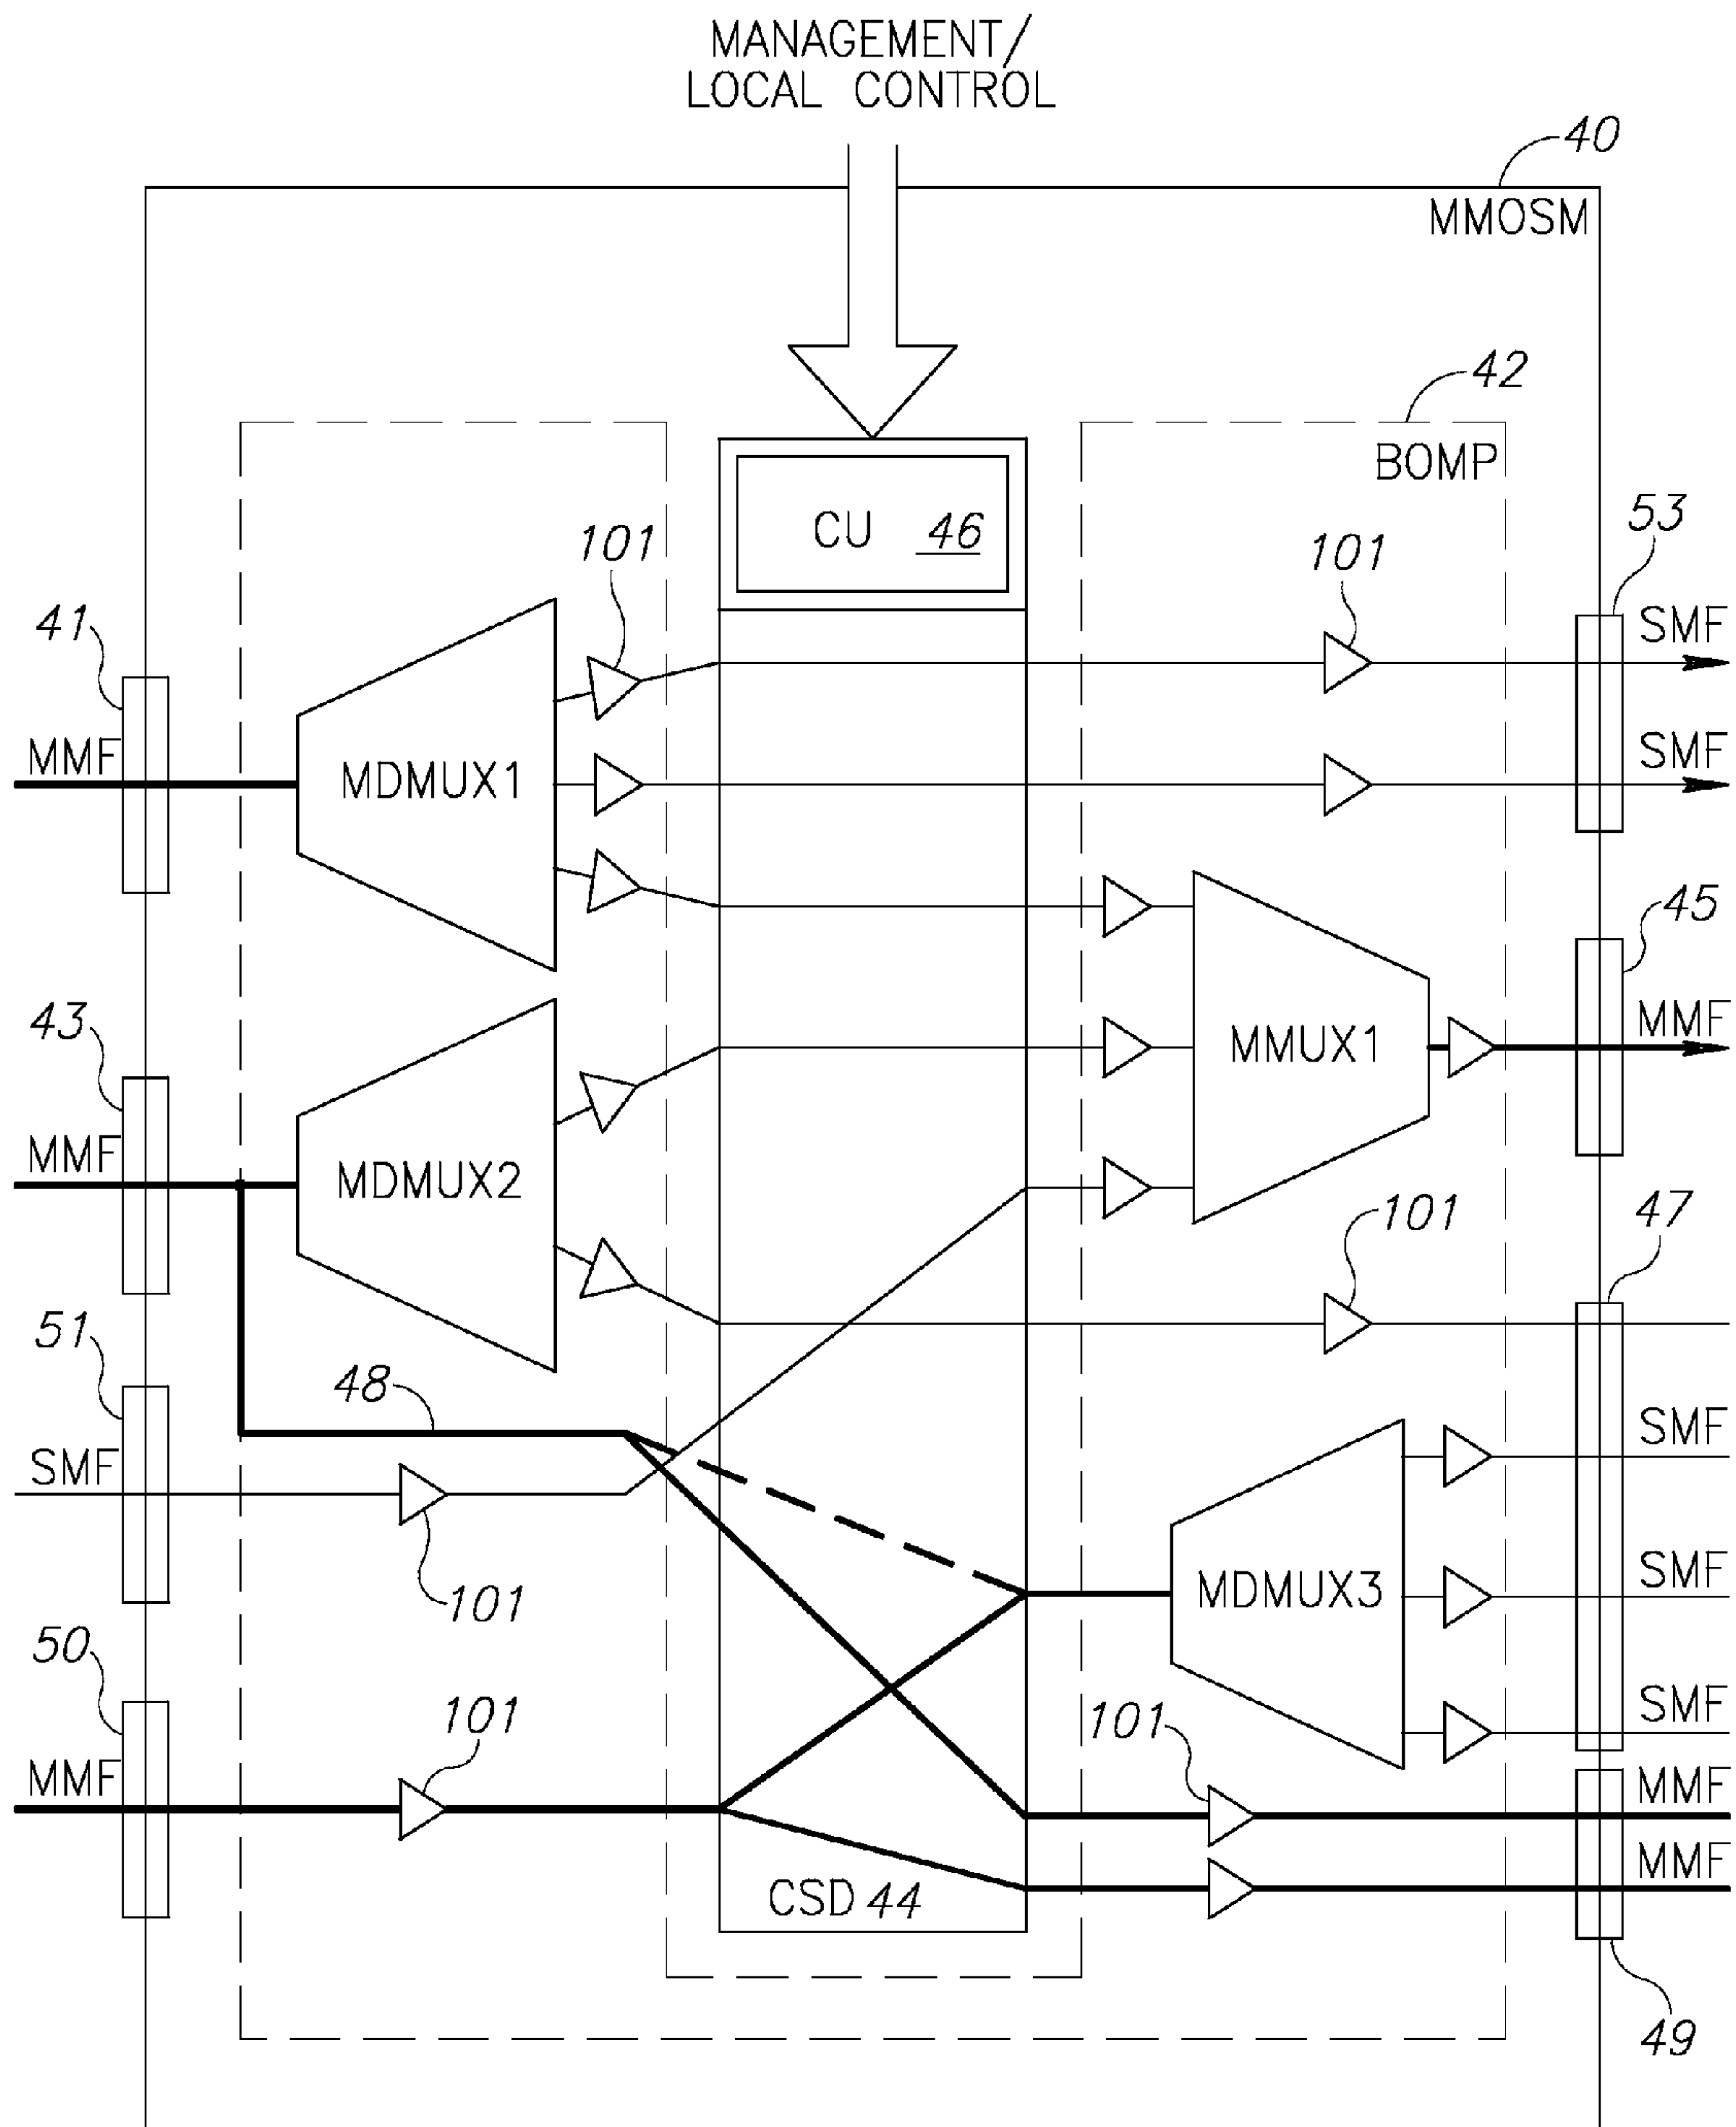 MANAGEMENT/
LOCAL CONTROL
40
MMOSM
42
BOMP
CU 46
53
101
101
SMF
41
MMF
MDMUX1
SMF
45
43
MMF
MMUX1
MMF
MDMUX2
101
47
51
48
SMF
SMF
101
MDMUX3
SMF
50
101
101
SMF
MMF
MMF
CSD 44
MMF
49